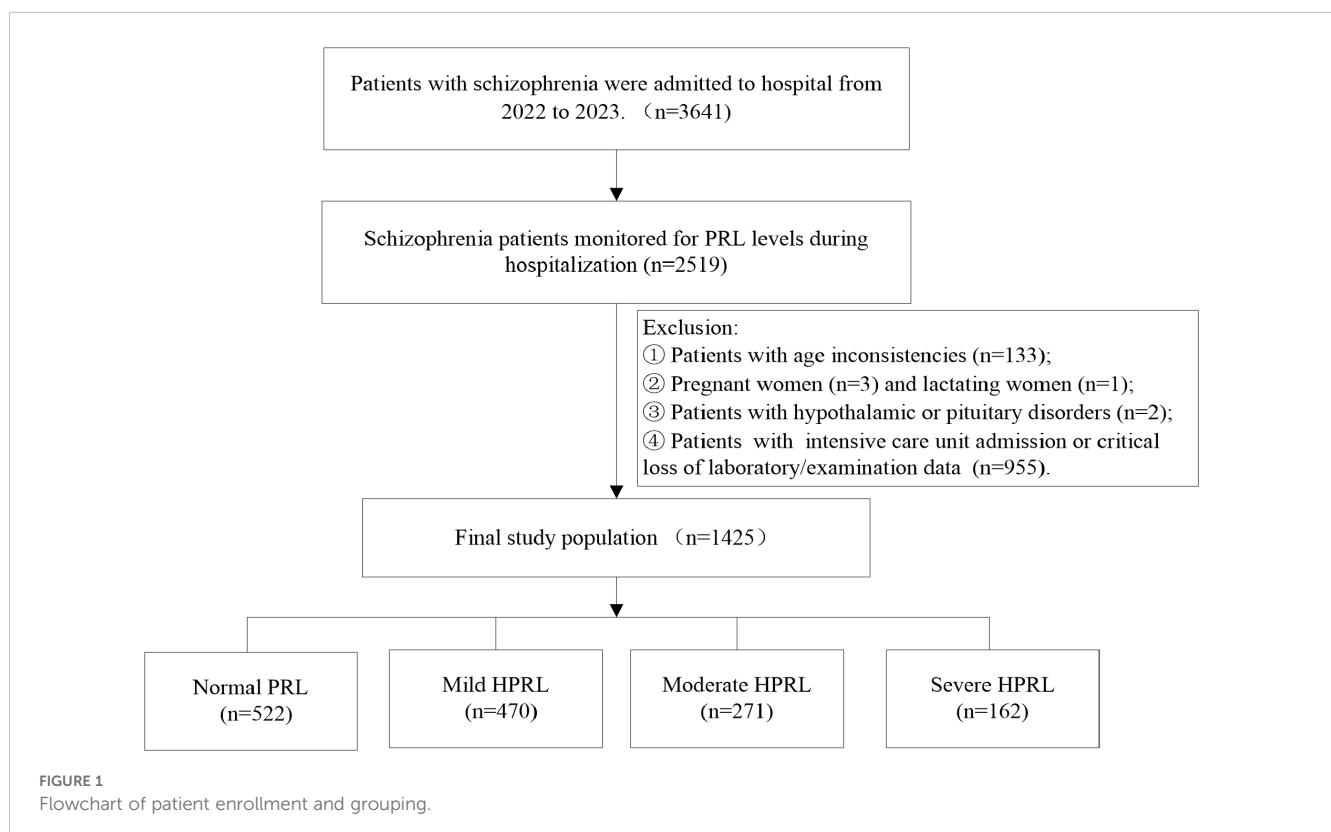 Patients with schizophrenia were admitted to hospital from
2022 to 2023. （n=3641)
Schizophrenia patients monitored for PRL levels during
hospitalization (n=2519)
Exclusion:
① Patients with age inconsistencies (n=133);
② Pregnant women (n=3) and lactating women (n=1);
③ Patients with hypothalamic or pituitary disorders (n=2);
④ Patients with intensive care unit admission or critical
loss of laboratory/examination data (n=955).
Final study population （n=1425）
Normal PRL
(n=522)
Mild HPRL
(n=470)
Moderate HPRL
(n=271)
Severe HPRL
(n=162)
FIGURE 1
Flowchart of patient enrollment and grouping.